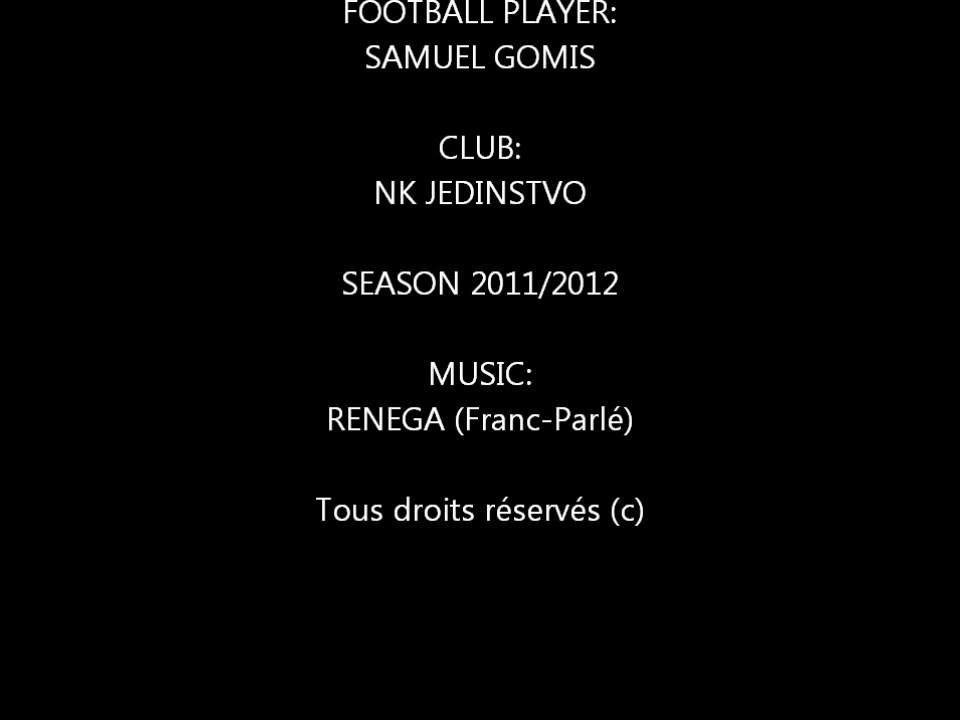 FOOTBALL PLAYER:
SAMUEL GOMIS
CLUB:
NK JEDINSTVO
SEASON 2011/2012
MUSIC:
RENEGA (Franc-Parlé)
Tous droits réservés (c)